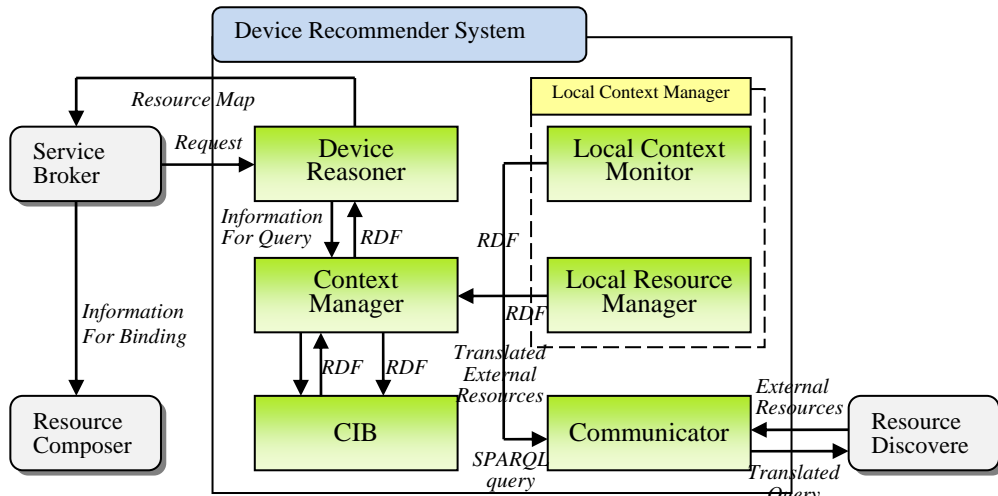 Device Recommender System
Resource Map
Local Context Manager
Service
Broker
Request
Device
Reasoner
Local Context
Monitor
Information
For Query
RDF
RDF
Context
Manager
Local Resource
Manager
RDF
Information
For Binding
RDF
RDF
Translated
External
Resources
External
Resources
Resource
Composer
CIB
Communicator
Resource
Discovere
SPARQL
query
Translated
Query